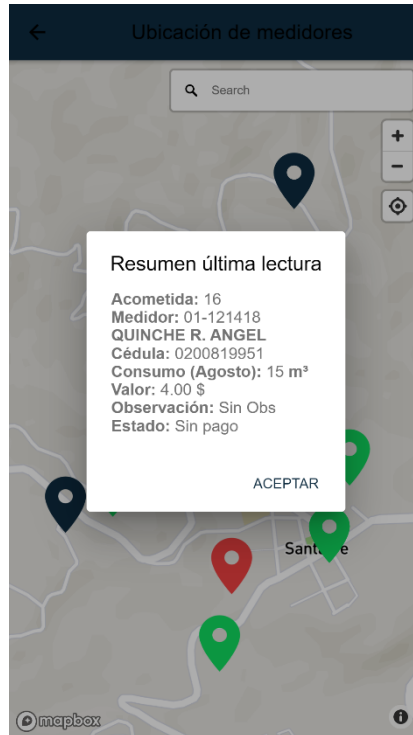 Ubicación de medidores
Search
Resumen última lectura
Acometida: 16
Medidor: 01-121418
QUINCHE R. ANGEL
Cédula: 0200819951
Consumo (Agosto): 15 m³
Valor: 4.00 $
Observación: Sin Obs
Estado: Sin pago
ACEPTAR
mapbox